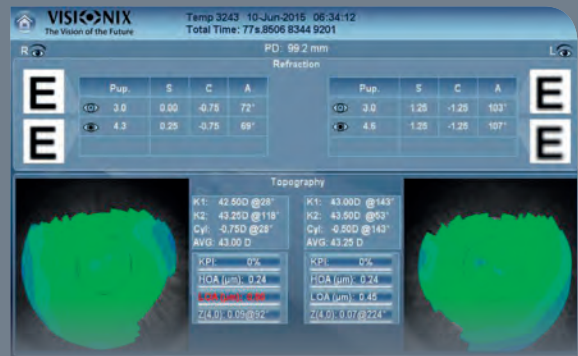 VISIONIX
The Vision of the Future
Temp 3243 10-Jun-2015 06:34:12
Total Time: 77s,8506 8344 9201
R
PD: 99.2 mm
L
Refraction
E
Pup. S C A
3.0 0.00 -0.75 72°
E
4.3 0.25 -0.75 69°
Pup. S C A
E
3.0 1.25 -1.25 103°
E
4.6 1.25 -1.25 107°
Topography
K1: 42.50D @28°
K2: 43.25D @118°
Cyl: -0.75D @28°
AVG: 43.00 D
KPI: 0%
HOA (µm): 0.24
LOA (µm):
Z(4,0): 0.09@92°
K1: 43.00D @143°
K2: 43.50D @53°
Cyl: -0.50D @143°
AVG: 43.25 D
KPI: 0%
HOA (µm): 0.24
LOA (µm): 0.45
Z(4,0): 0.07@224°